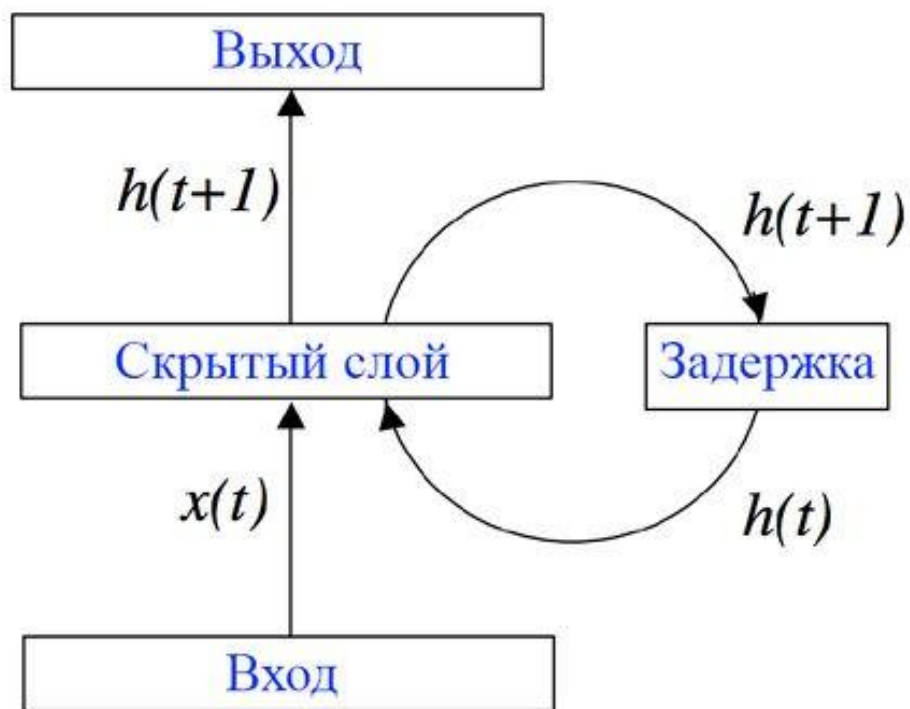 Выход
h(t+1)
h(t+1)
Скрытый слой
Задержка
x(t)
h(t)
Вход